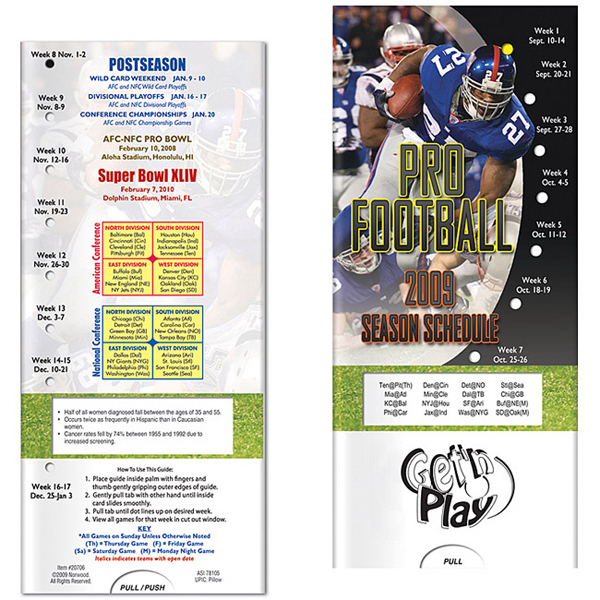 Week 8 Nov. 1-2
POSTSEASON
WILD CARD WEEKEND JAN. 9 - 10
AFC and NFC Wild Card Playoffs
DIVISIONAL PLAYOFFS JAN. 16 - 17
AFC and NFC Divisional Playoffs
CONFERENCE CHAMPIONSHIPS JAN. 20
AFC and NFC Championship Games
AFC-NFC PRO BOWL
February 10, 2008
Aloha Stadium, Honolulu, HI
Super Bowl XLIV
February 7, 2010
Dolphin Stadium, Miami, FL
Week 9
Nov. 8-9
Week 10
Nov. 12-16
Week 11
Nov. 19-23
Week 12
Nov. 26-30
Week 13
Dec. 3-7
Week 14-15
Dec. 10-21
Week 16-17
Dec. 25-Jan 3
American Conference
NORTH DIVISION
Baltimore (Bal)
Cincinnati (Cin)
Cleveland (Cle)
Pittsburgh (Pit)
SOUTH DIVISION
Houston (Hou)
Indianapolis (Ind)
Jacksonville (Jax)
Tennessee (Ten)
EAST DIVISION
Buffalo (Buf)
Miami (Mia)
New England (NE)
NY Jets (NYJ)
WEST DIVISION
Denver (Den)
Kansas City (KC)
Oakland (Oak)
San Diego (SD)
National Conference
NORTH DIVISION
Chicago (Chi)
Detroit (Det)
Green Bay (GB)
Minnesota (Min)
SOUTH DIVISION
Atlanta (Atl)
Carolina (Car)
New Orleans (NO)
Tampa Bay (TB)
EAST DIVISION
Dallas (Dal)
NY Giants (NYG)
Philadelphia (Phi)
Washington (Was)
WEST DIVISION
Arizona (Ari)
St. Louis (StL)
San Francisco (SF)
Seattle (Sea)
• Half of all women diagnosed fall between the ages of 35 and 55.
• Occurs twice as frequently in Hispanic than in Caucasian
women.
• Cancer rates fell by 74% between 1955 and 1992 due to
increased screening.
How To Use This Guide:
1. Place guide inside palm with fingers and
thumb gently gripping outer edges of guide.
2. Gently pull tab with other hand until inside
card slides smoothly.
3. Pull tab until dot lines up on desired week.
4. View all games for that week in cut out window.
KEY
*All Games on Sunday Unless Otherwise Noted
(Th) = Thursday Game (F) = Friday Game
(Sa) = Saturday Game (M) = Monday Night Game
Italics indicates teams with open date
Item #20706
©2009 Norwood.
All Rights Reserved.
PULL / PUSH
ASI 78105
UPIC: Pillow
Week 1
Sept. 10-14
Week 2
Sept. 20-21
Week 3
Sept. 27-28
Week 4
Oct. 4-5
Week 5
Oct. 11-12
Week 6
Oct. 18-19
Week 7
Oct. 25-26
27
27
PRO
FOOTBALL
2009
SEASON SCHEDULE
Ten@Pit(Th) Den@Cin Det@NO Stl@Sea
Mia@Atl Min@Cle Dal@TB Chi@GB
KC@Bal NYJ@Hou SF@Ari Buf@NE(M)
Phi@Car Jax@Ind Was@NYG SD@Oak(M)
Get In
Play
PULL